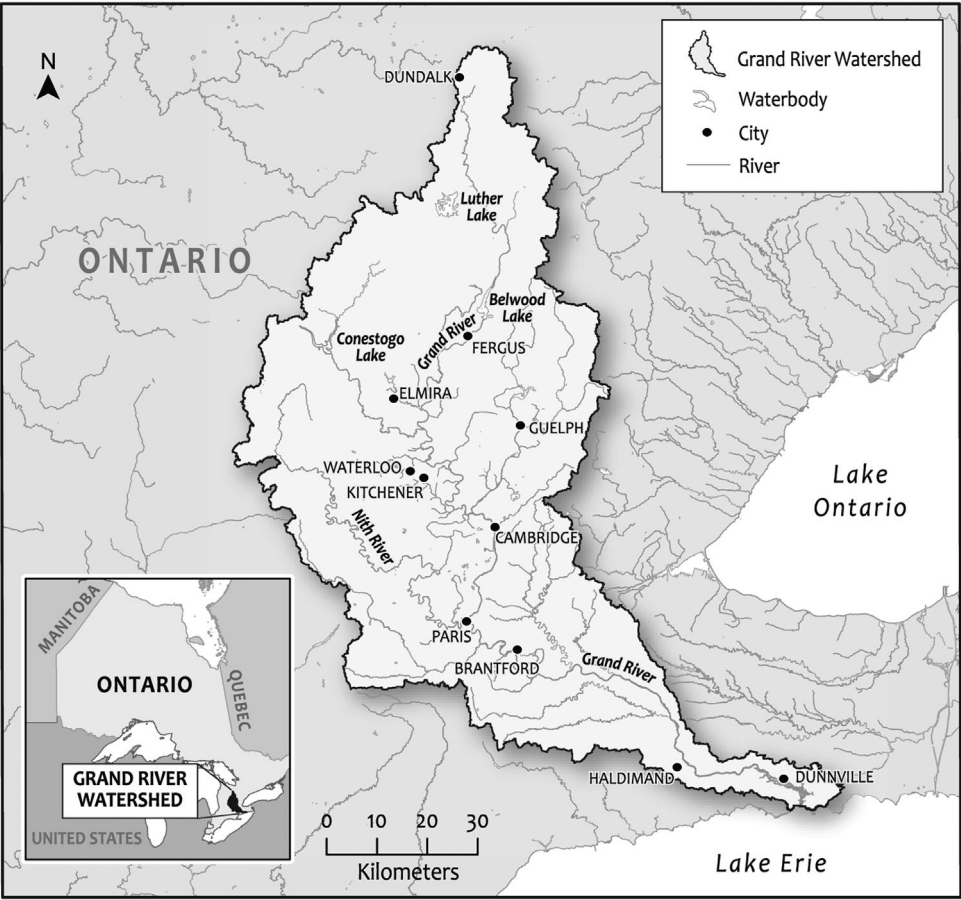 N
DUNDALK
Grand River Watershed
Waterbody
City
River
Luther
Lake
ONTARIO
Belwood
Lake
Grand River
Conestogo
Lake
FERGUS
ELMIRA
GUELPH
WATERLOO
KITCHENER
Lake
Ontario
Nith River
CAMBRIDGE
PARIS
BRANTFORD
Grand River
HALDIMAND
DUNNVILLE
MANITOBA
ONTARIO
QUEBEC
GRAND RIVER
WATERSHED
UNITED STATES
0 10 20 30
Kilometers
Lake Erie